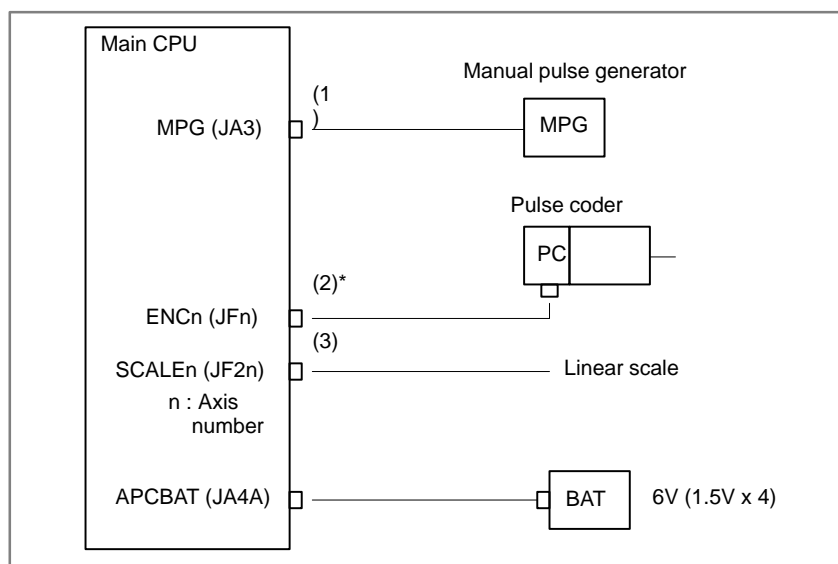 Main CPU
Manual pulse generator
(1
)
MPG (JA3)
MPG
Pulse coder
PC
(2)*
ENCn (JFn)
(3)
SCALEn (JF2n)
Linear scale
n : Axis
number
APCBAT (JA4A)
BAT
6V (1.5V x 4)